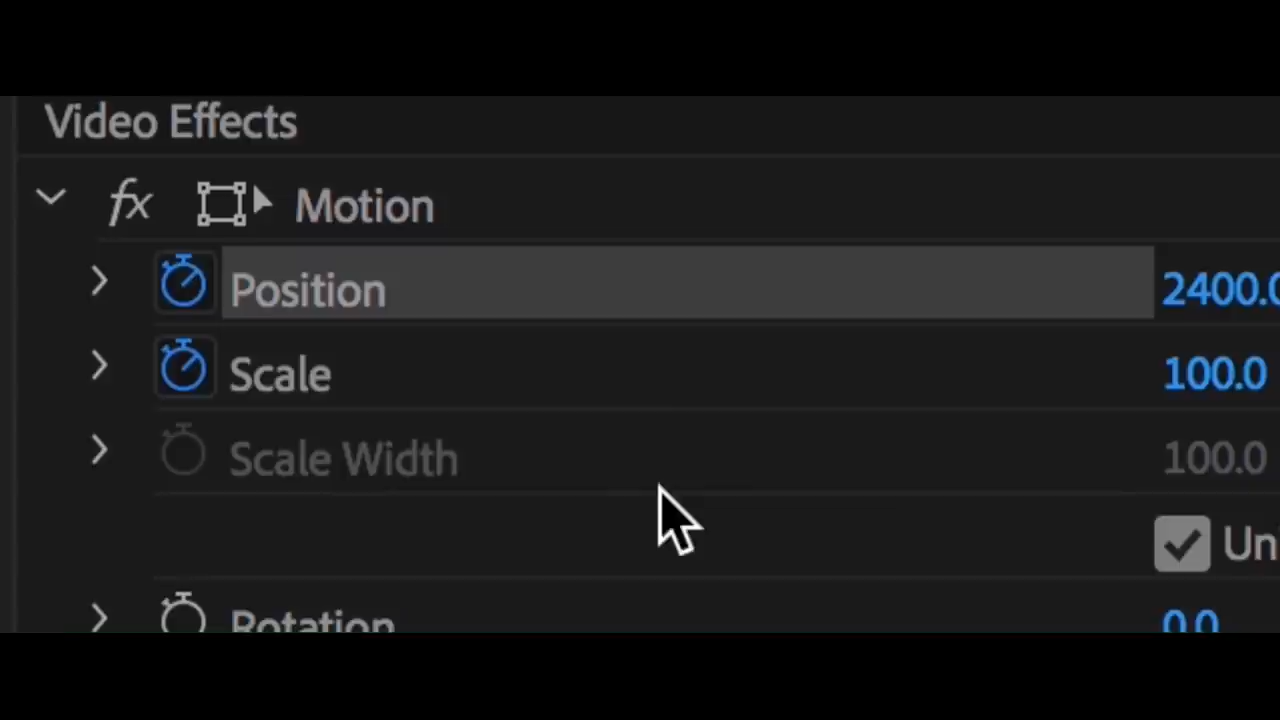 Video Effects
fx Motion
Position 2400.0
Scale 100.0
Scale Width 100.0
Un
Rotation 0.0